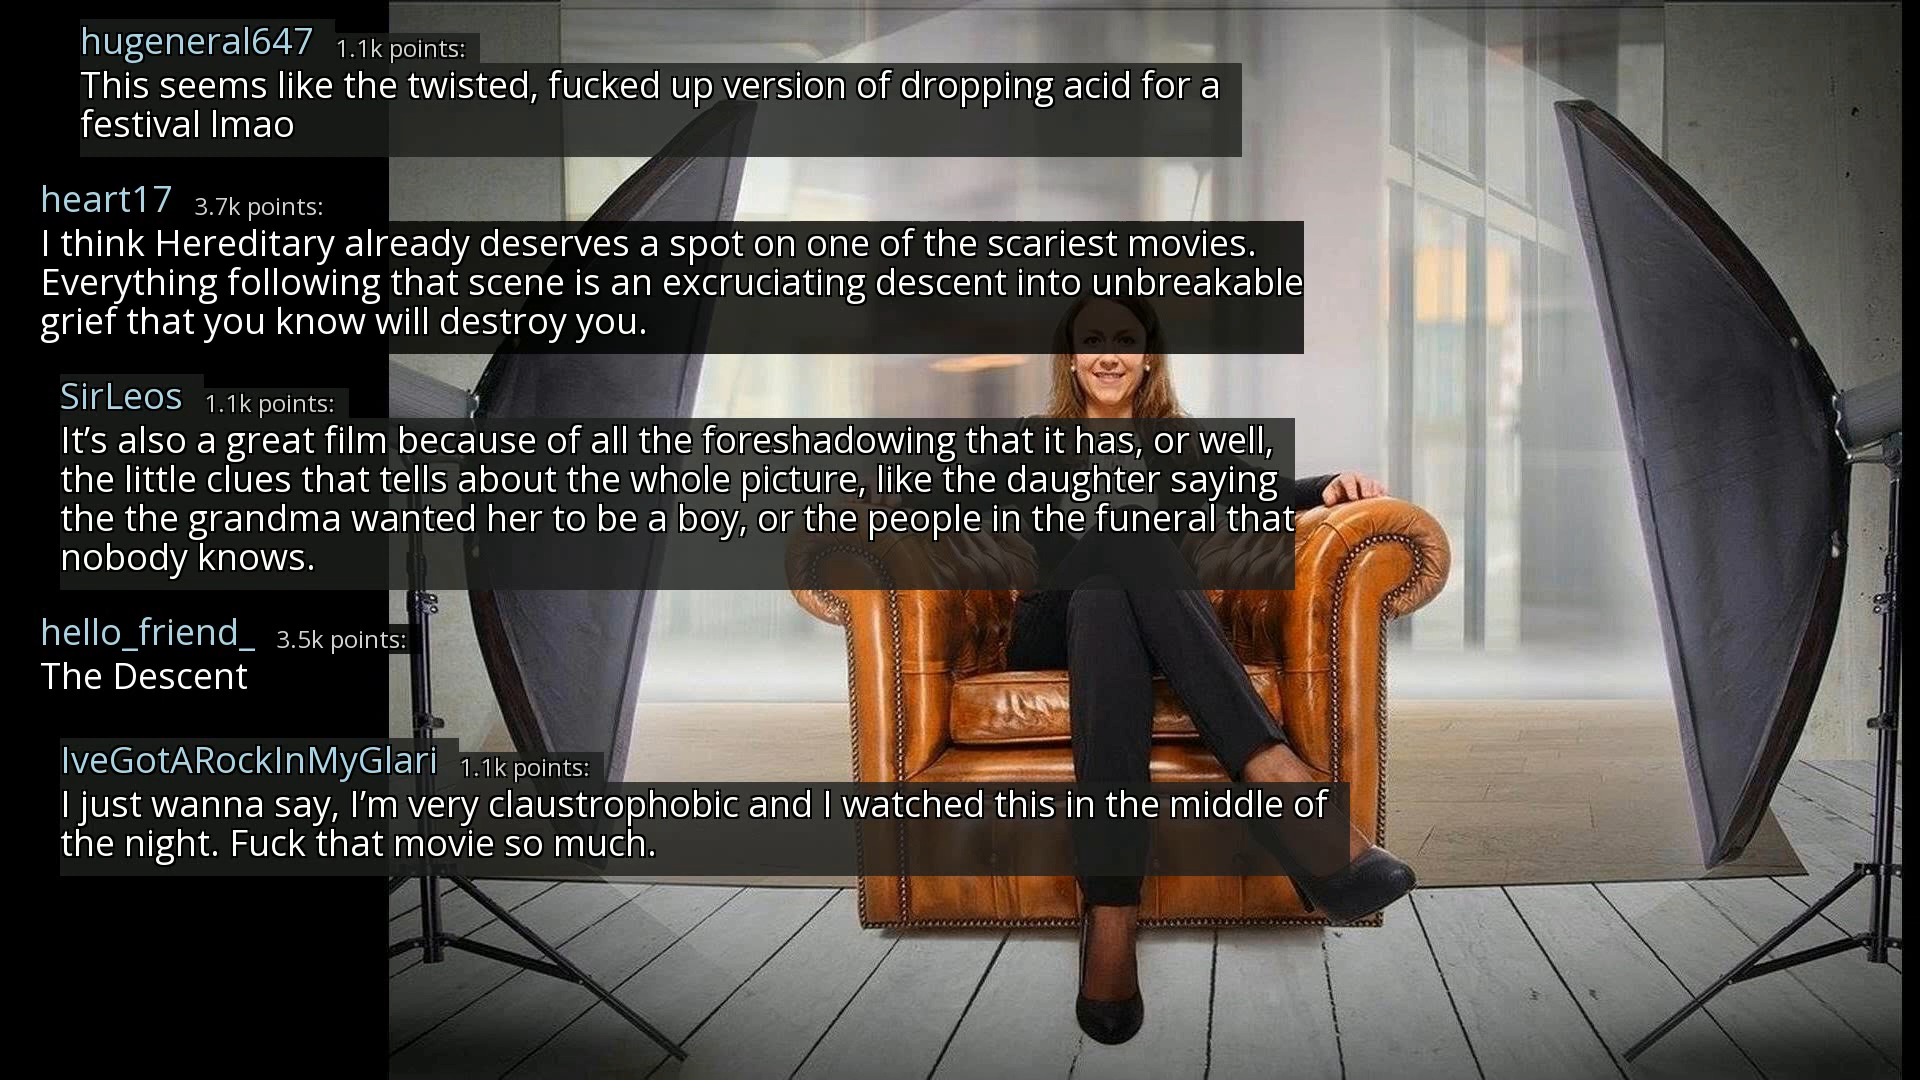 hugeneral647 1.1k points:
This seems like the twisted, fucked up version of dropping acid for a
festival lmao
heart17 3.7k points:
I think Hereditary already deserves a spot on one of the scariest movies.
Everything following that scene is an excruciating descent into unbreakable
grief that you know will destroy you.
SirLeos 1.1k points:
It’s also a great film because of all the foreshadowing that it has, or well,
the little clues that tells about the whole picture, like the daughter saying
the the grandma wanted her to be a boy, or the people in the funeral that
nobody knows.
hello_friend_ 3.5k points:
The Descent
IveGotARockInMyGlari 1.1k points:
I just wanna say, I’m very claustrophobic and I watched this in the middle of
the night. Fuck that movie so much.